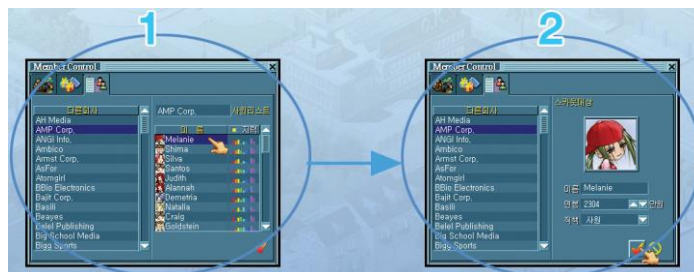 1
Member Control
다른회사
AH Media
AMP Corp.
ANGI Info.
Ambico
Armst Corp.
AsFor
Atomgirl
BBio Electronics
Bajit Corp.
Basili
Beayes
Belel Publishing
Big School Media
Bigg Sports
AMP Corp.
사원리스트
이 름
Melanie
Shima
Silva
Santos
Judith
Alannah
Demetria
Natalia
Craig
Goldstein
2
Member Control
다른회사
AH Media
AMP Corp.
ANGI Info.
Ambico
Armst Corp.
AsFor
Atomgirl
BBio Electronics
Bajit Corp.
Basili
Beayes
Belel Publishing
Big School Media
Bigg Sports
스카웃대상
이름 Melanie
연봉 2304 만원
직책 사원